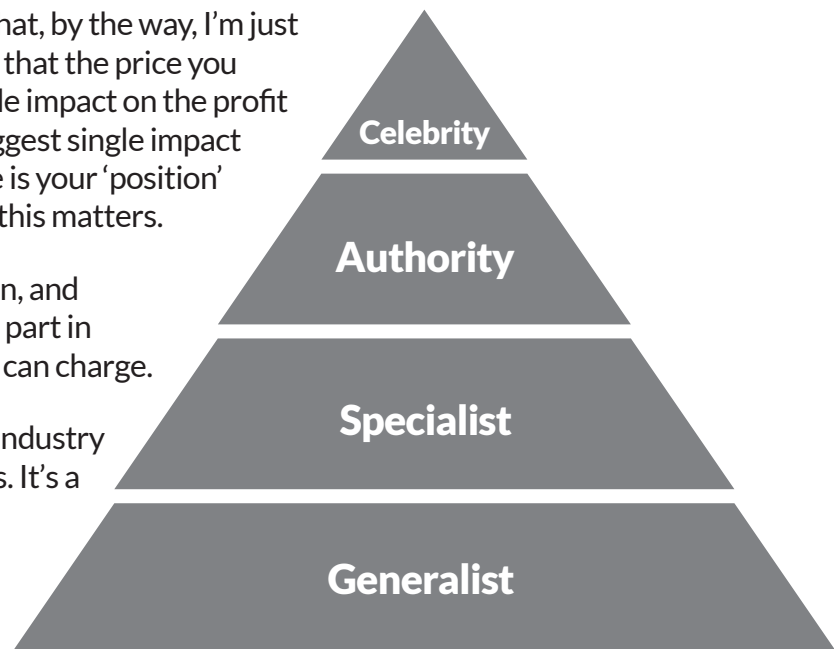 hat, by the way, I’m just
that the price you
le impact on the profit
ggest single impact
e is your ‘position’
this matters.
n, and
part in
can charge.
industry
s. It’s a
Celebrity
Authority
Specialist
Generalist